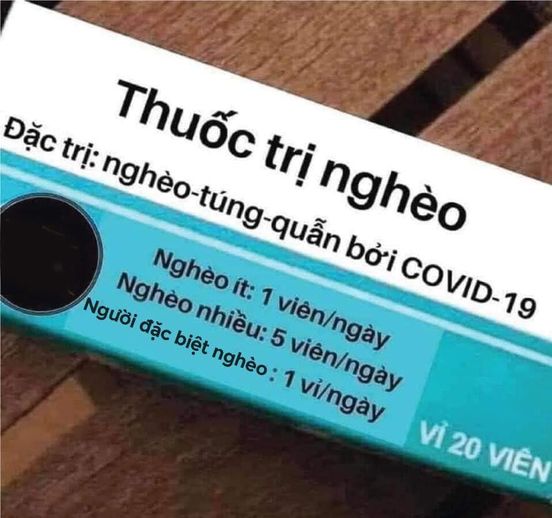 Thuốc trị nghèo
Đặc trị: nghèo-túng-quẫn bởi COVID-19
Nghèo ít: 1 viên/ngày
Nghèo nhiều: 5 viên/ngày
Người đặc biệt nghèo : 1 vỉ/ngày
VỈ 20 VIÊN